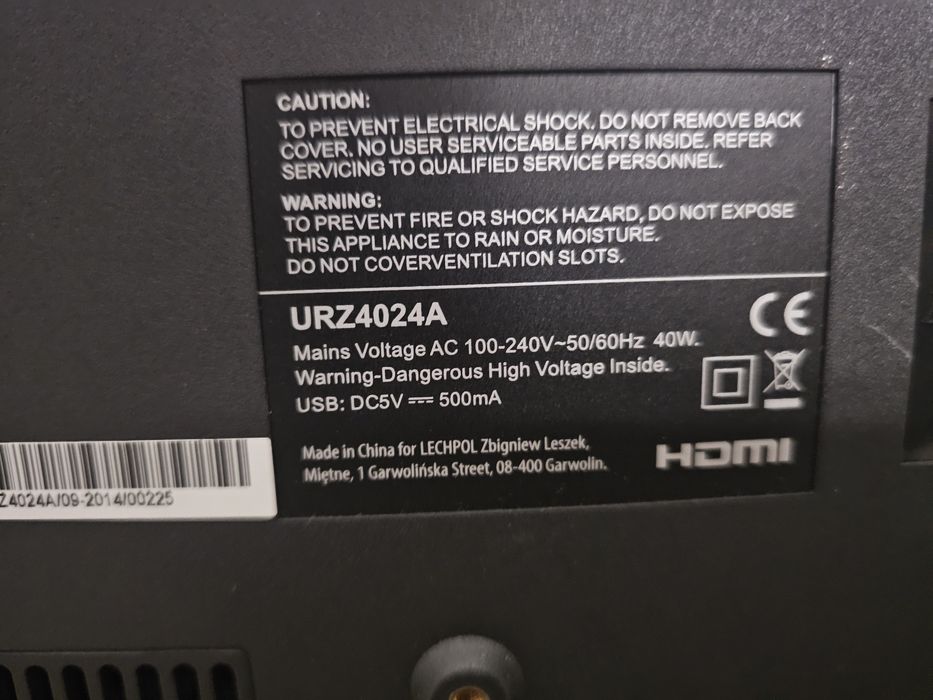 CAUTION:
TO PREVENT ELECTRICAL SHOCK. DO NOT REMOVE BACK
COVER. NO USER SERVICEABLE PARTS INSIDE. REFER
SERVICING TO QUALIFIED SERVICE PERSONNEL.
WARNING:
TO PREVENT FIRE OR SHOCK HAZARD, DO NOT EXPOSE
THIS APPLIANCE TO RAIN OR MOISTURE.
DO NOT COVERVENTILATION SLOTS.
URZ4024A
CE
Mains Voltage AC 100-240V~50/60Hz 40W.
Warning-Dangerous High Voltage Inside.
USB: DC5V ⎓ 500mA
Made in China for LECHPOL Zbigniew Leszek,
Miętne, 1 Garwolińska Street, 08-400 Garwolin.
HDMI
Z4024A/09-2014/00225